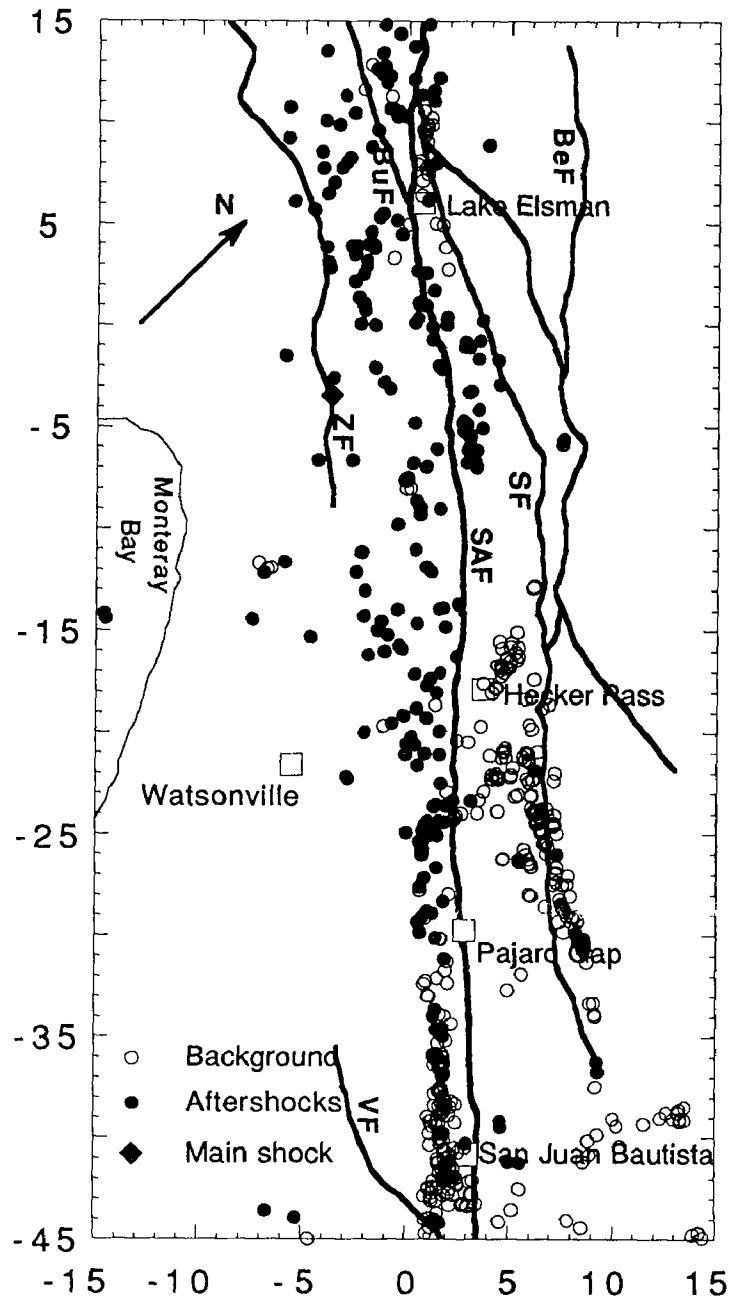 15
N
BuF
BeF
Lake Elsman
5
-5
ZF
SF
Monteray
Bay
SAF
-15
Hecker Pass
Watsonville
-25
Pajaro Gap
-35
Background
Aftershocks
VF
Main shock
San Juan Bautista
-45
-15 -10 -5 0 5 10 15